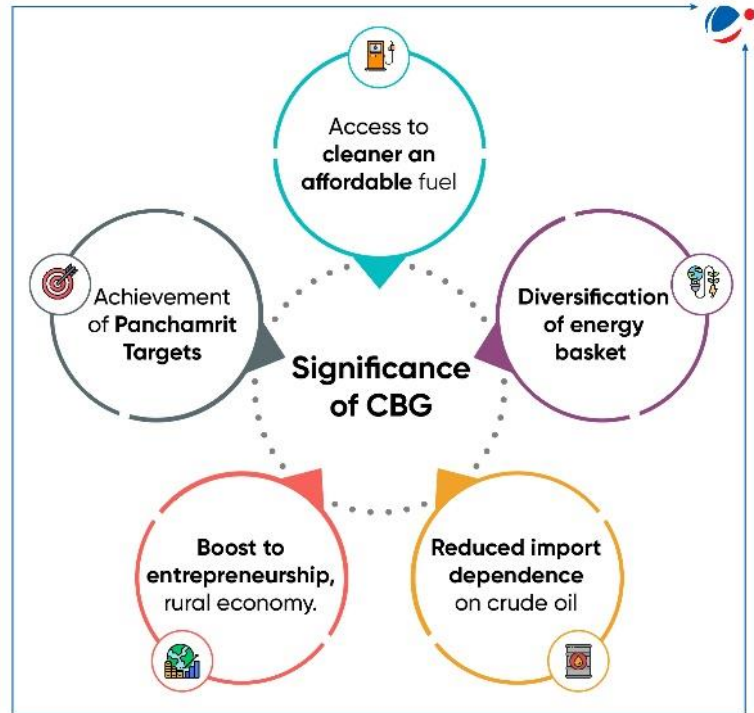 Access to
cleaner an
affordable fuel
Achievement
of Panchamrit
Targets
Diversification
of energy
basket
Significance
of CBG
Boost to
entrepreneurship,
rural economy.
Reduced import
dependence
on crude oil